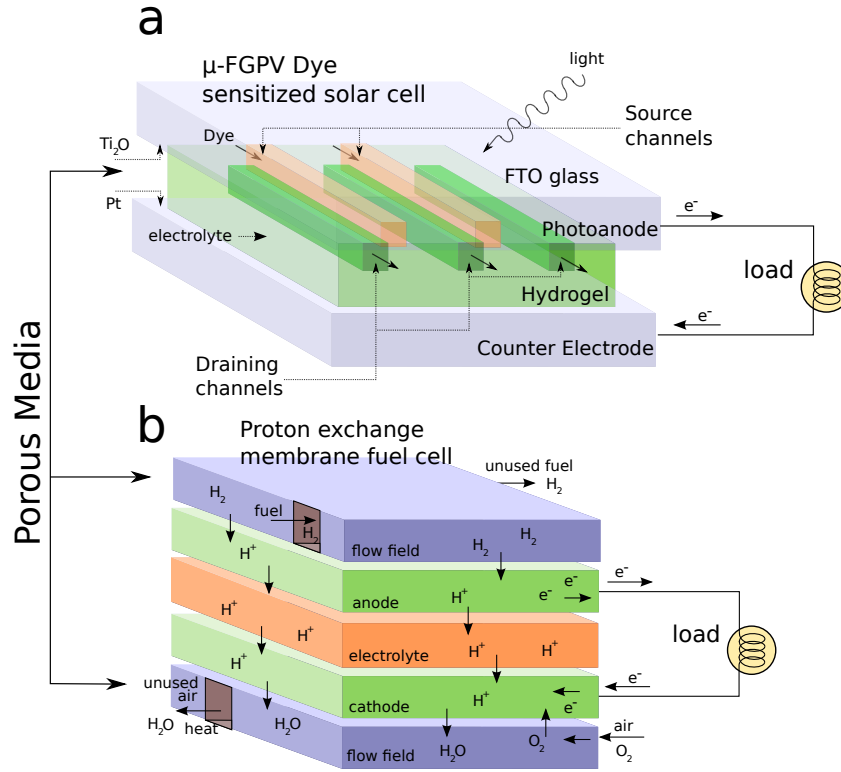 a
μ-FGPV Dye
sensitized solar cell
light
Dye
Source
channels
Ti₂O
FTO glass
Pt
Photoanode
e⁻
electrolyte
load
Hydrogel
e⁻
Counter Electrode
Draining
channels
Porous Media
b
Proton exchange
membrane fuel cell
unused fuel
H₂
H₂
fuel
H₂
H₂
H₂
flow field
H⁺
e⁻
e⁻
H⁺
e⁻
anode
H⁺
H⁺
load
electrolyte
H⁺
H⁺
H⁺
e⁻
H⁺
e⁻
cathode
unused
air
H₂O
heat
H₂O
air
O₂
O₂
H₂O
flow field